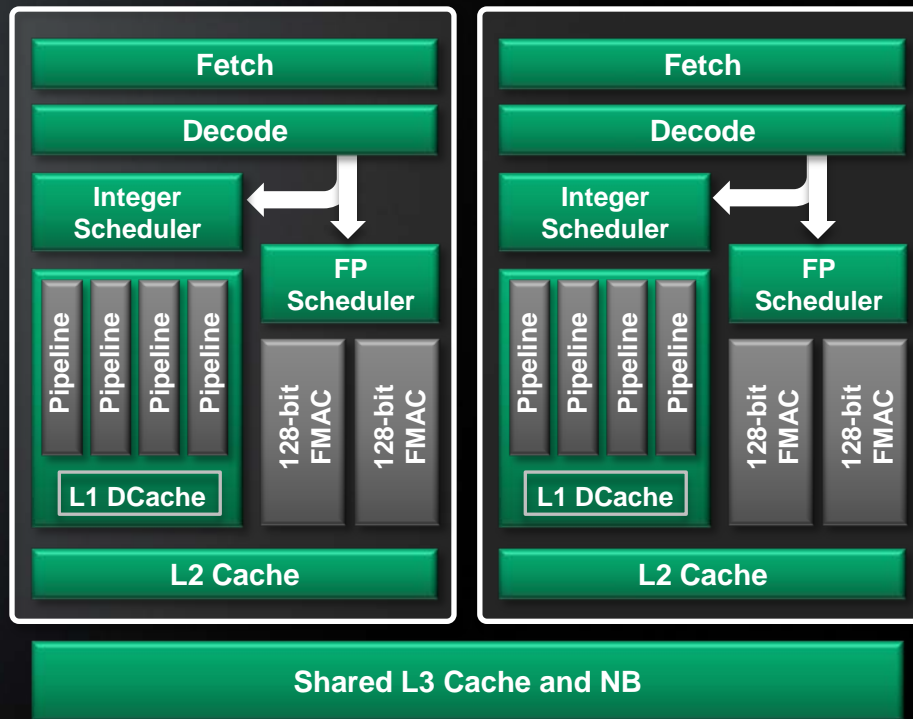 Fetch
Decode
Integer
Scheduler
FP
Scheduler
Pipeline
Pipeline
Pipeline
Pipeline
128-bit
FMAC
128-bit
FMAC
L1 DCache
L2 Cache
Fetch
Decode
Integer
Scheduler
FP
Scheduler
Pipeline
Pipeline
Pipeline
Pipeline
128-bit
FMAC
128-bit
FMAC
L1 DCache
L2 Cache
Shared L3 Cache and NB